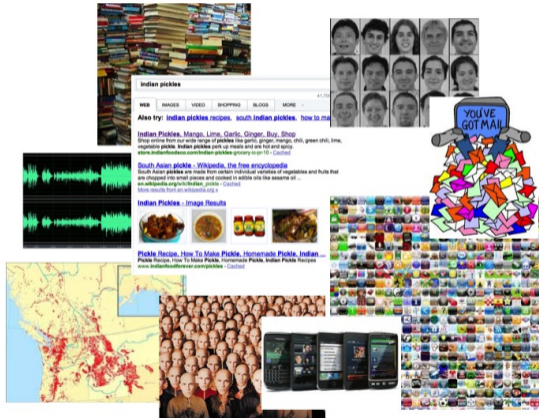 indian pickles
WEB IMAGES VIDEO SHOPPING BLOGS MORE
Also try: indian pickles recipes, south indian pickles, how to ma
Indian Pickles, Mango, Lime, Garlic, Ginger, Buy, Shop
Shop online from our wide range of pickles like garlic, ginger, mango, chili, green chili, lime,
vegetable pickle. Indian pickles perk up meals and are hot and spicy.
- Cached
South Asian pickle - Wikipedia, the free encyclopedia
South Asian pickles are made from certain individual varieties of vegetables and fruits that
are chopped into small pieces and cooked in edible oils like sesame oil ...
en.wikipedia.org/wiki/Indian_pickle - Cached
More results from en.wikipedia.org »
Indian Pickles - Image Results
Pickle Recipe, How To Make Pickle, Homemade Pickle, Indian ...
Pickle Recipe, How To Make Pickle, Homemade Pickle, Indian Pickle Recipes
www.indianfoodforever.com/pickles - Cached
YOU'VE
GOT MAIL